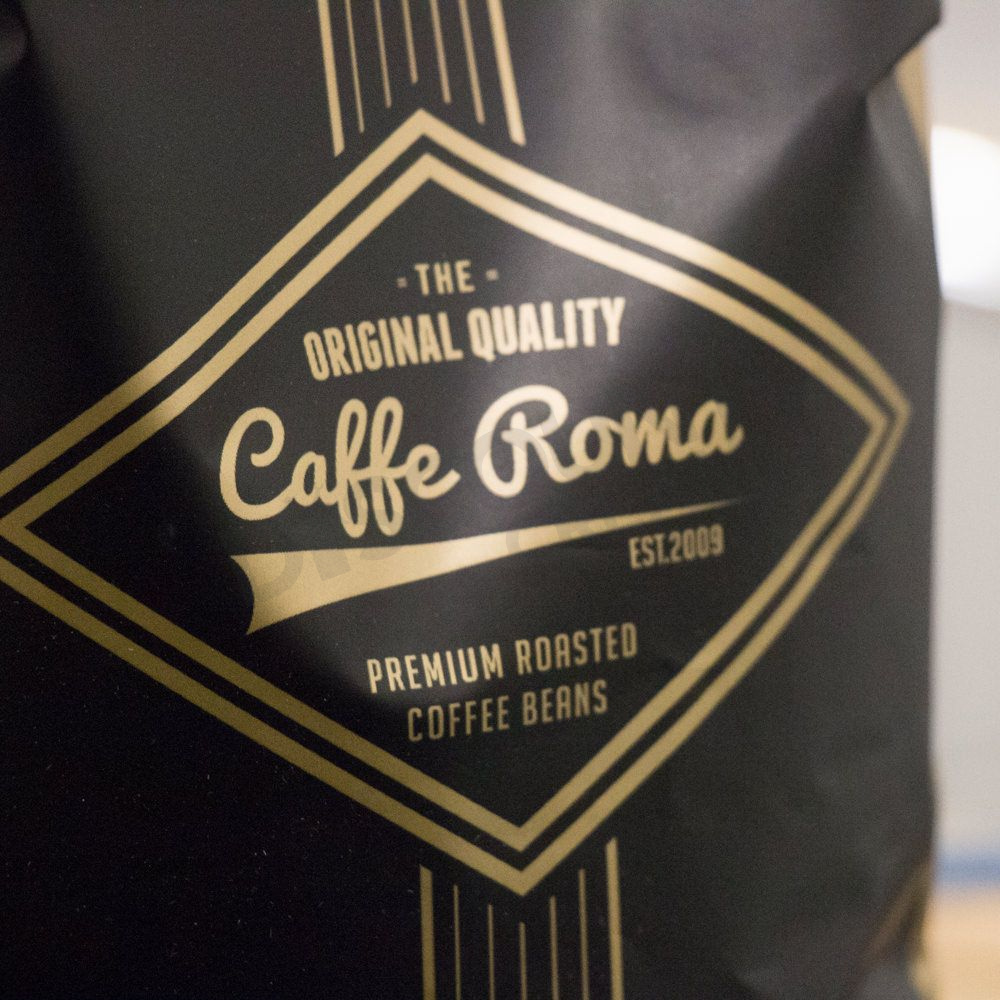 THE
ORIGINAL QUALITY
Caffe Roma
EST.2009
PREMIUM ROASTED
COFFEE BEANS